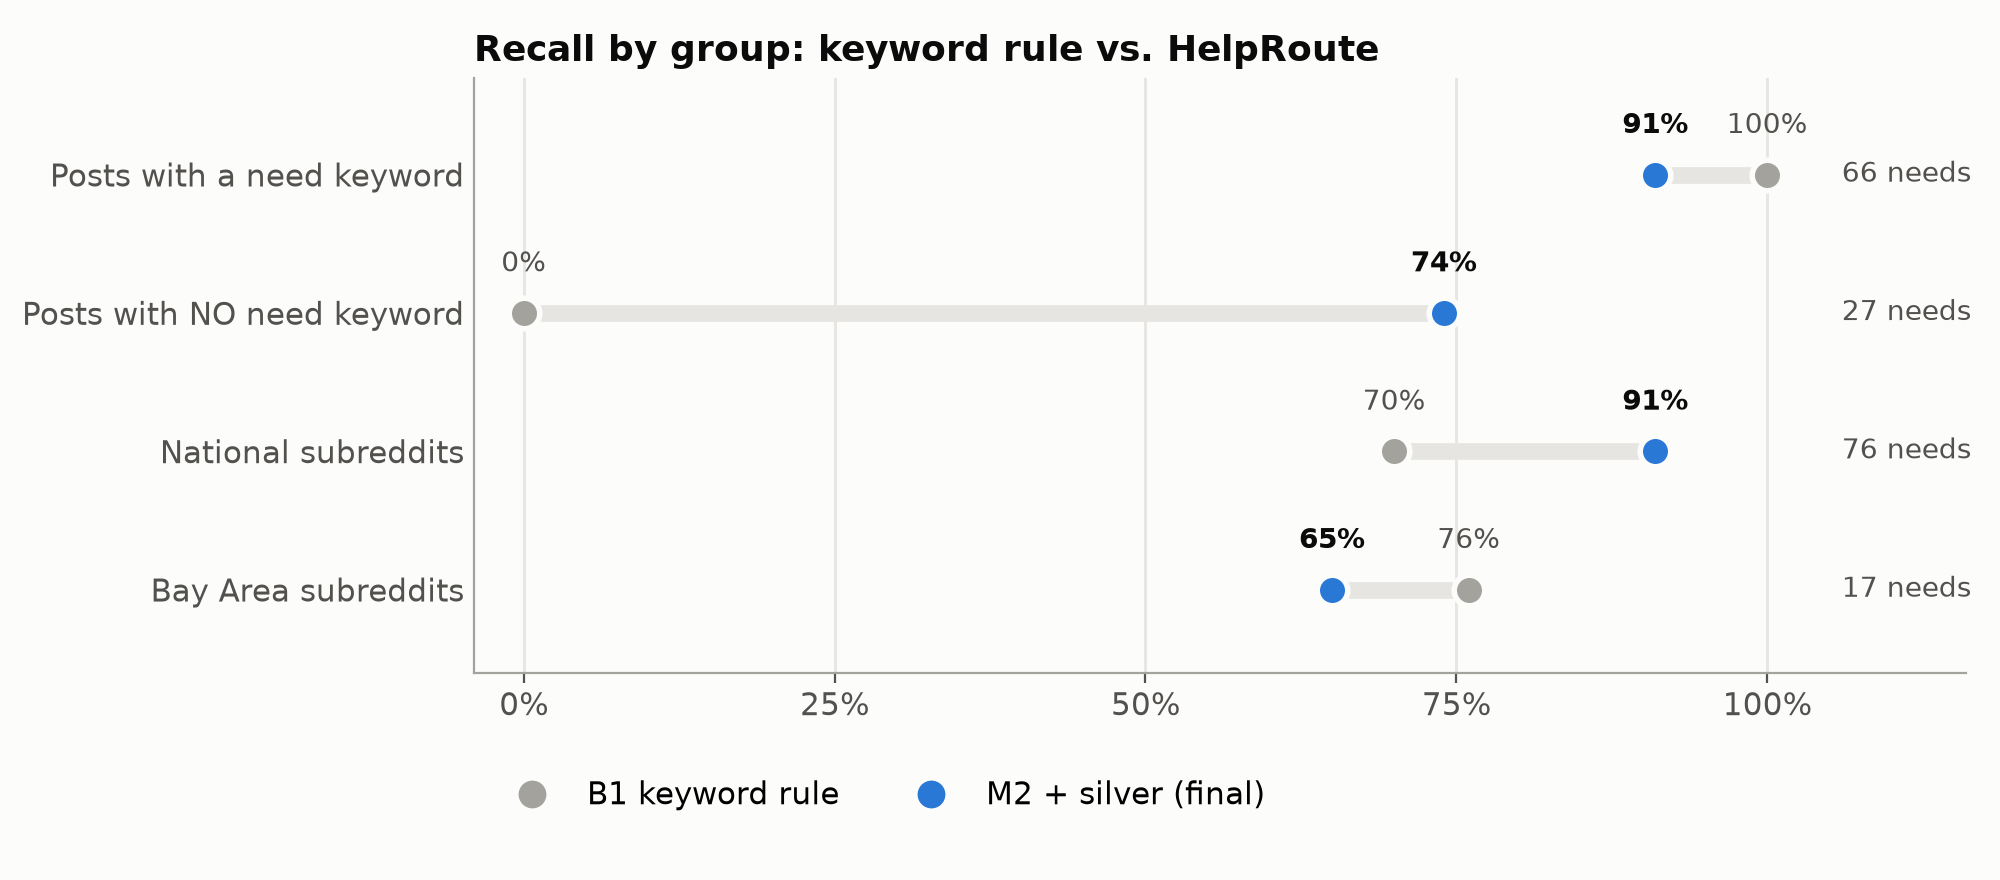 Recall by group: keyword rule vs. HelpRoute
91% 100%
Posts with a need keyword 66 needs
0% 74%
Posts with NO need keyword 27 needs
70% 91%
National subreddits 76 needs
65% 76%
Bay Area subreddits 17 needs
0% 25% 50% 75% 100%
B1 keyword rule M2 + silver (final)